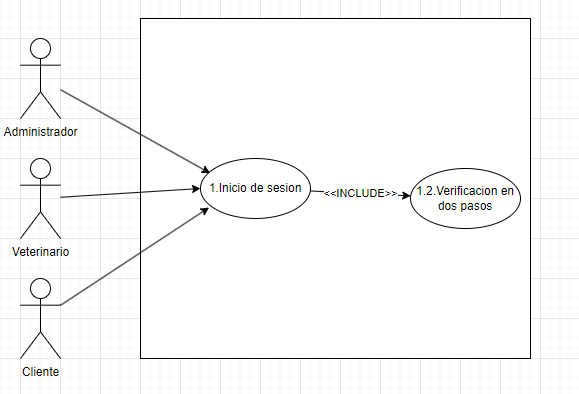 Administrador
1.Inicio de sesion
<<INCLUDE>>
1.2.Verificacion en
dos pasos
Veterinario
Cliente